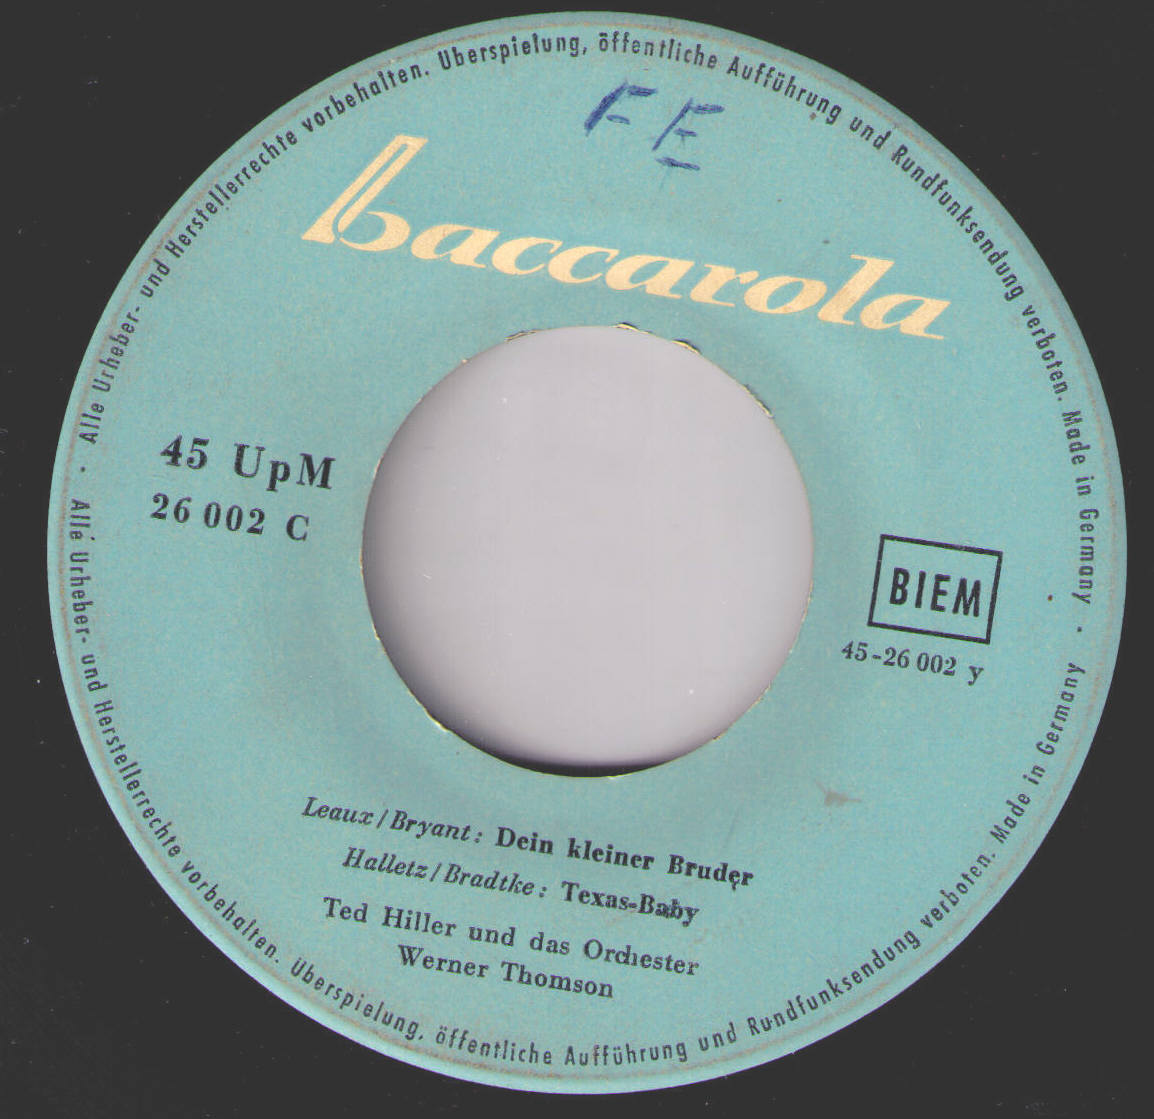 Alle Urheber- und Herstellerrechte vorbehalten. Überspielung, öffentliche Aufführung und Rundfunksendung verboten. Made in Germany ·
FE
baccarola
45 UpM
26 002 C
BIEM
45-26 002 y
Leaux/Bryant: Dein kleiner Bruder
Halletz/Bradtke: Texas-Baby
Ted Hiller und das Orchester
Werner Thomson
Alle Urheber- und Herstellerrechte vorbehalten. Überspielung, öffentliche Aufführung und Rundfunksendung verboten. Made in Germany ·